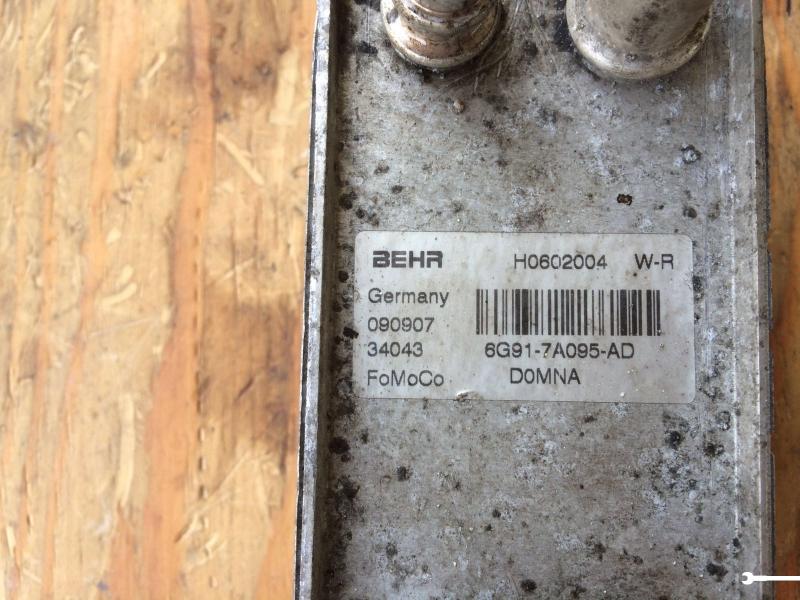 BEHR H0602004 W-R
Germany
090907
34043 6G91-7A095-AD
FoMoCo D0MNA